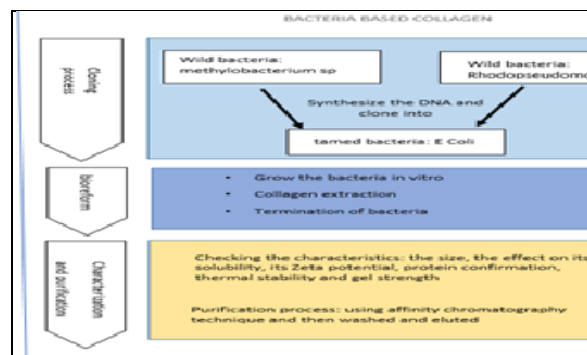 BACTERIA BASED COLLAGEN
Cloning
process
Wild bacteria:
methylobacterium sp
Wild bacteria:
Rhodopseudomo
Synthesize the DNA and
clone into
tamed bacteria: E Coli
bioreform
• Grow the bacteria in vitro
• Collagen extraction
• Termination of bacteria
Characterization
and purification
Checking the characteristics: the size, the effect on its
solubility, its Zeta potential, protein confirmation,
thermal stability and gel strength
Purification process: using affinity chromatography
technique and then washed and eluted